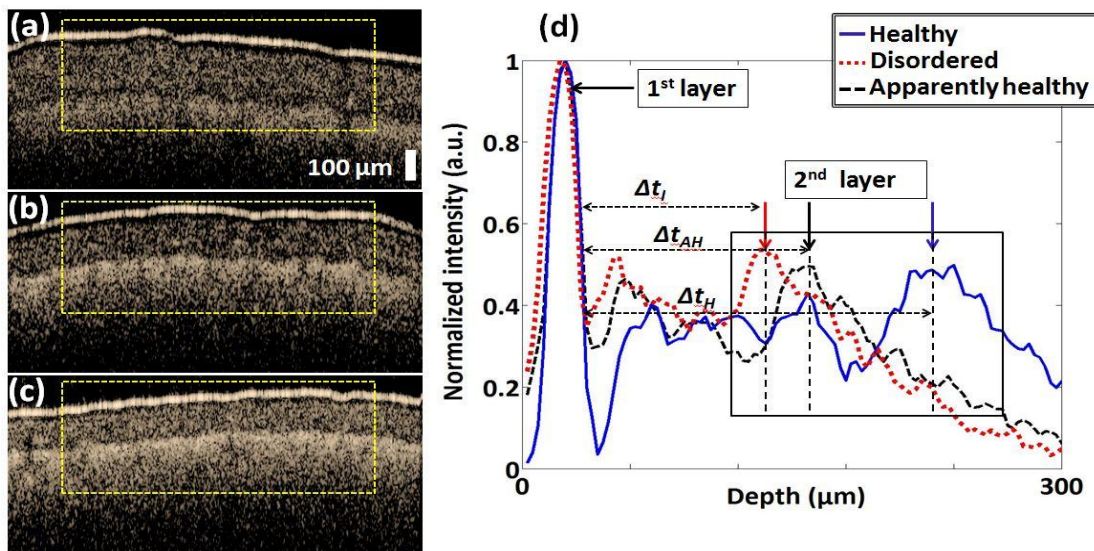 (a)
100 μm
(b)
(c)
(d)
Healthy
Disordered
Apparently healthy
1st layer
2nd layer
Δt_I
Δt_AH
Δt_H
Normalized intensity (a.u.)
1
0.8
0.6
0.4
0.2
0
0
300
Depth (μm)